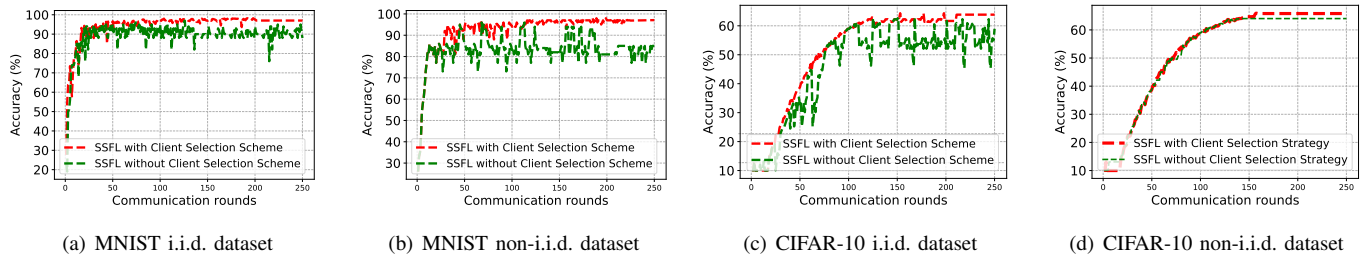 100
90
80
70
60
50
40
30
20
Accuracy (%)
SSFL with Client Selection Scheme
SSFL without Client Selection Scheme
0 50 100 150 200 250
Communication rounds
(a) MNIST i.i.d. dataset
100
90
80
70
60
50
40
30
Accuracy (%)
SSFL with Client Selection Scheme
SSFL without Client Selection Scheme
0 50 100 150 200 250
Communication rounds
(b) MNIST non-i.i.d. dataset
60
50
40
30
20
10
Accuracy (%)
SSFL with Client Selection Scheme
SSFL without Client Selection Scheme
0 50 100 150 200 250
Communication rounds
(c) CIFAR-10 i.i.d. dataset
60
50
40
30
20
10
Accuracy (%)
SSFL with Client Selection Strategy
SSFL without Client Selection Strategy
0 50 100 150 200 250
Communication rounds
(d) CIFAR-10 non-i.i.d. dataset